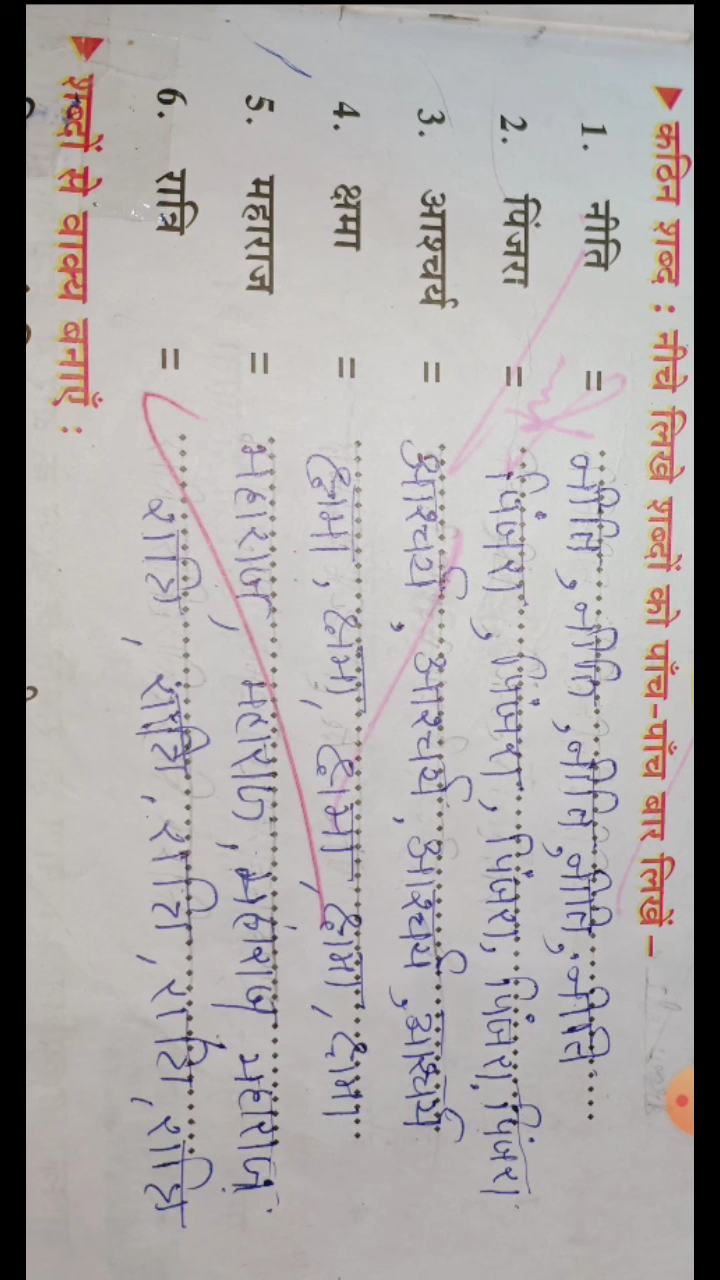 कठिन शब्द : नीचे लिखे शब्दों को पांच-पांच बार लिखें –
1. नीति = नीति, नीति, नीति, नीति, नीति
2. पिंजरा = पिंजरा, पिंजरा, पिंजरा, पिंजरा, पिंजरा
3. आश्चर्य = आश्चर्य, आश्चर्य, आश्चर्य, आश्चर्य
4. क्षमा = क्षमा, क्षमा, क्षमा, क्षमा, क्षमा
5. महाराज = महाराज, महाराज, महाराज, महाराज
6. रात्रि = रात्रि, रात्रि, रात्रि, रात्रि, रात्रि
शब्दों से वाक्य बनाएँ :